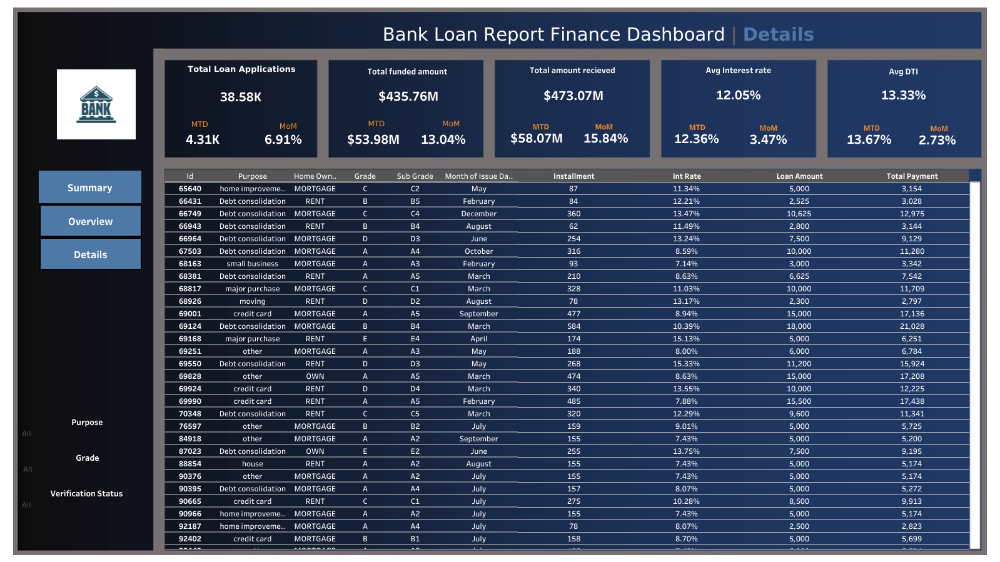 Bank Loan Report Finance Dashboard | Details
$
BANK
Summary
Overview
Details
Purpose
All
Grade
All
Verification Status
All
Total Loan Applications
38.58K
MTD MoM
4.31K 6.91%
Total funded amount
$435.76M
MTD MoM
$53.98M 13.04%
Total amount recieved
$473.07M
MTD MoM
$58.07M 15.84%
Avg Interest rate
12.05%
MTD MoM
12.36% 3.47%
Avg DTI
13.33%
MTD MoM
13.67% 2.73%
Id Purpose Home Own.. Grade Sub Grade Month of Issue Da.. Installment Int Rate Loan Amount Total Payment
65640 home improveme.. MORTGAGE C C2 May 87 11.34% 5,000 3,154
66431 Debt consolidation RENT B B5 February 84 12.21% 2,525 3,028
66749 Debt consolidation MORTGAGE C C4 December 360 13.47% 10,625 12,975
66943 Debt consolidation RENT B B4 August 62 11.49% 2,800 3,144
66964 Debt consolidation MORTGAGE D D3 June 254 13.24% 7,500 9,129
67503 Debt consolidation MORTGAGE A A4 October 316 8.59% 10,000 11,280
68163 small business MORTGAGE A A3 February 93 7.14% 3,000 3,342
68381 Debt consolidation RENT A A5 March 210 8.63% 6,625 7,542
68817 major purchase MORTGAGE C C1 March 328 11.03% 10,000 11,709
68926 moving RENT D D2 August 78 13.17% 2,300 2,797
69001 credit card MORTGAGE A A5 September 477 8.94% 15,000 17,136
69124 Debt consolidation MORTGAGE B B4 March 584 10.39% 18,000 21,028
69168 major purchase RENT E E4 April 174 15.13% 5,000 6,251
69251 other MORTGAGE A A3 May 188 8.00% 6,000 6,784
69550 Debt consolidation RENT D D3 May 268 15.33% 11,200 15,924
69828 other OWN A A5 March 474 8.63% 15,000 17,208
69924 credit card RENT D D4 March 340 13.55% 10,000 12,225
69990 credit card RENT A A5 February 485 7.88% 15,500 17,438
70348 Debt consolidation RENT C C5 March 320 12.29% 9,600 11,341
76597 other MORTGAGE B B2 July 159 9.01% 5,000 5,725
84918 other MORTGAGE A A2 September 155 7.43% 5,000 5,200
87023 Debt consolidation OWN E E2 June 255 13.75% 7,500 9,195
88854 house RENT A A2 August 155 7.43% 5,000 5,174
90376 other MORTGAGE A A2 July 155 7.43% 5,000 5,174
90395 Debt consolidation MORTGAGE A A4 July 157 8.07% 5,000 5,272
90665 credit card RENT C C1 July 275 10.28% 8,500 9,913
90966 home improveme.. MORTGAGE A A2 July 155 7.43% 5,000 5,174
92187 home improveme.. MORTGAGE A A4 July 78 8.07% 2,500 2,823
92402 credit card MORTGAGE B B1 July 158 8.70% 5,000 5,699